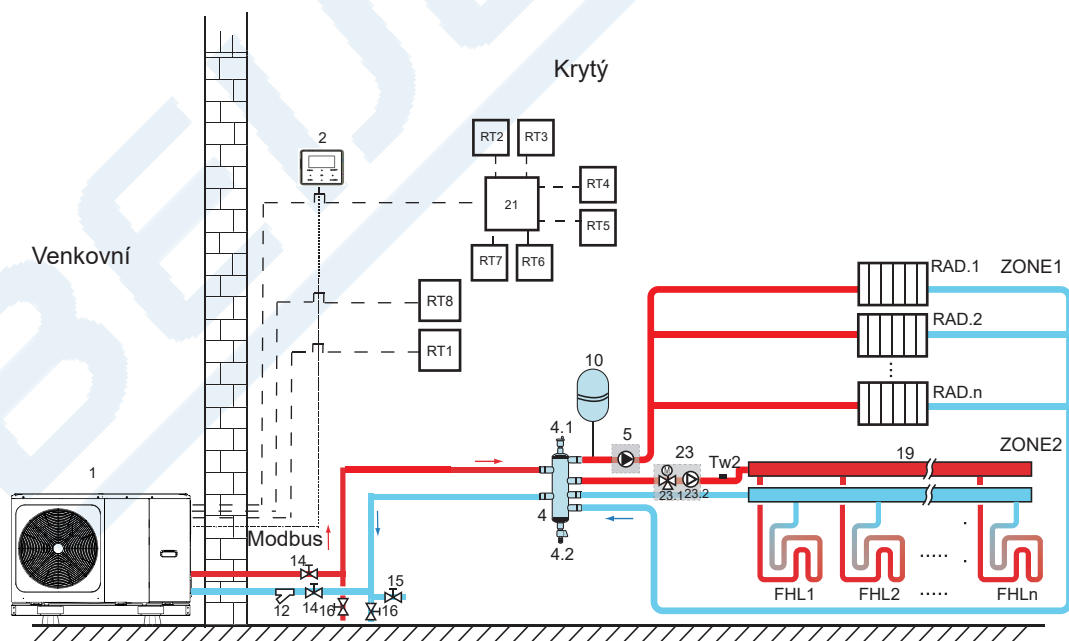 Krytý
2
RT2
RT3
RT4
21
RT5
RT7
RT6
Venkovní
RT8
RT1
RAD.1
ZONE1
RAD.2
RAD.n
10
4.1
5
ZONE2
23
Tw2
19
M
23.1
23.2
1
4
4.2
Modbus
14
15
12
14
16
16
FHL1
FHL2
FHLn